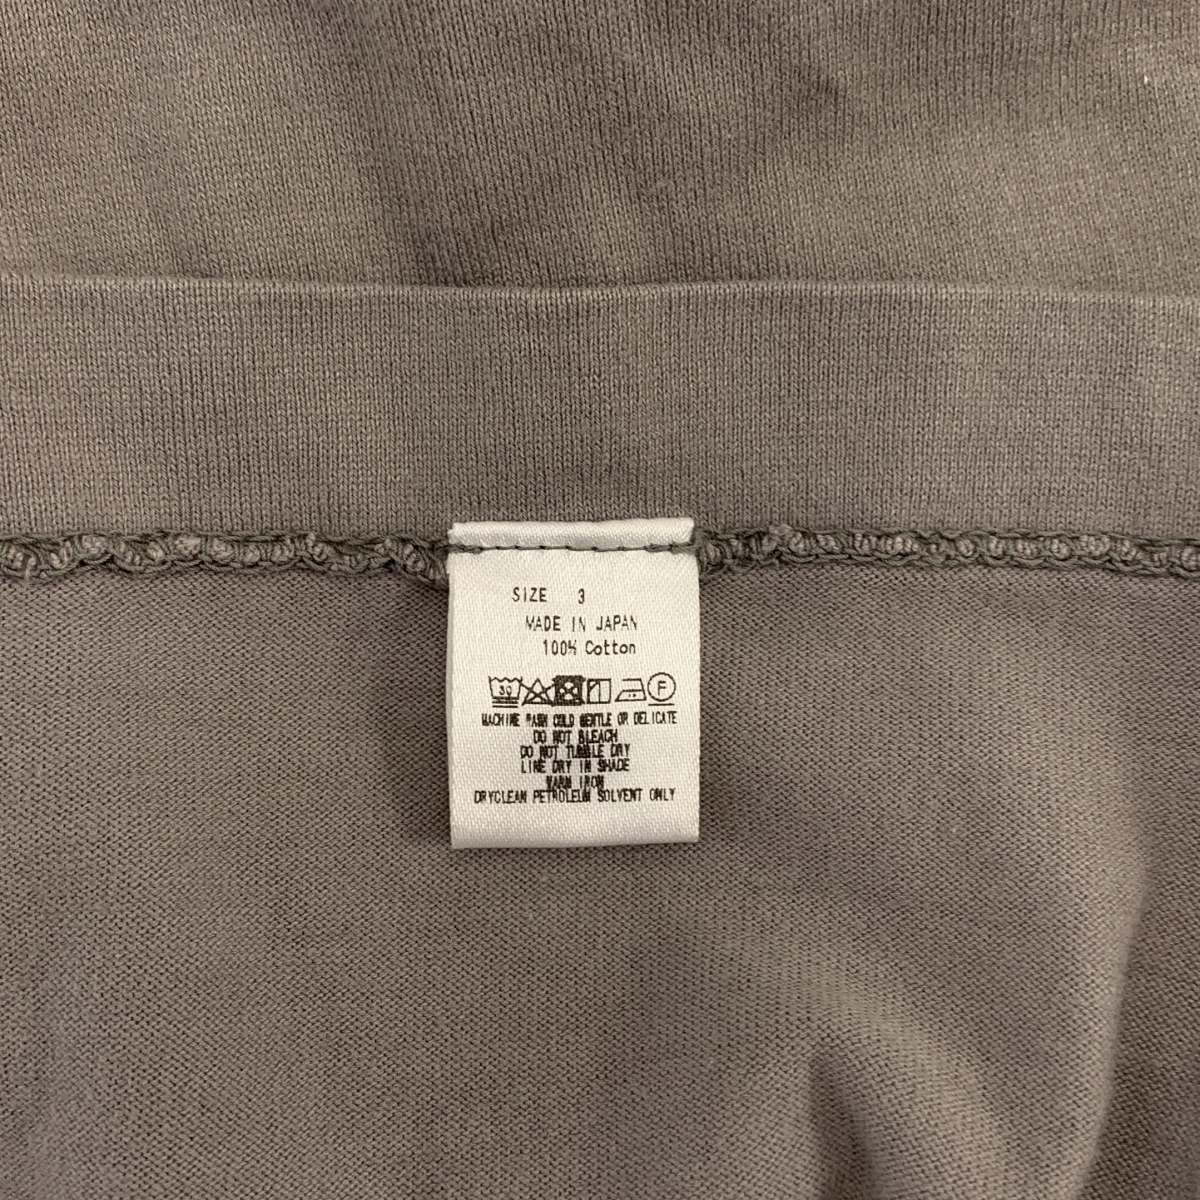 SIZE 3
MADE IN JAPAN
100% Cotton
30 F
MACHINE WASH COLD GENTLE OR DELICATE
DO NOT BLEACH
DO NOT TUMBLE DRY
LINE DRY IN SHADE
WARM IRON
DRYCLEAN PETROLEUM SOLVENT ONLY